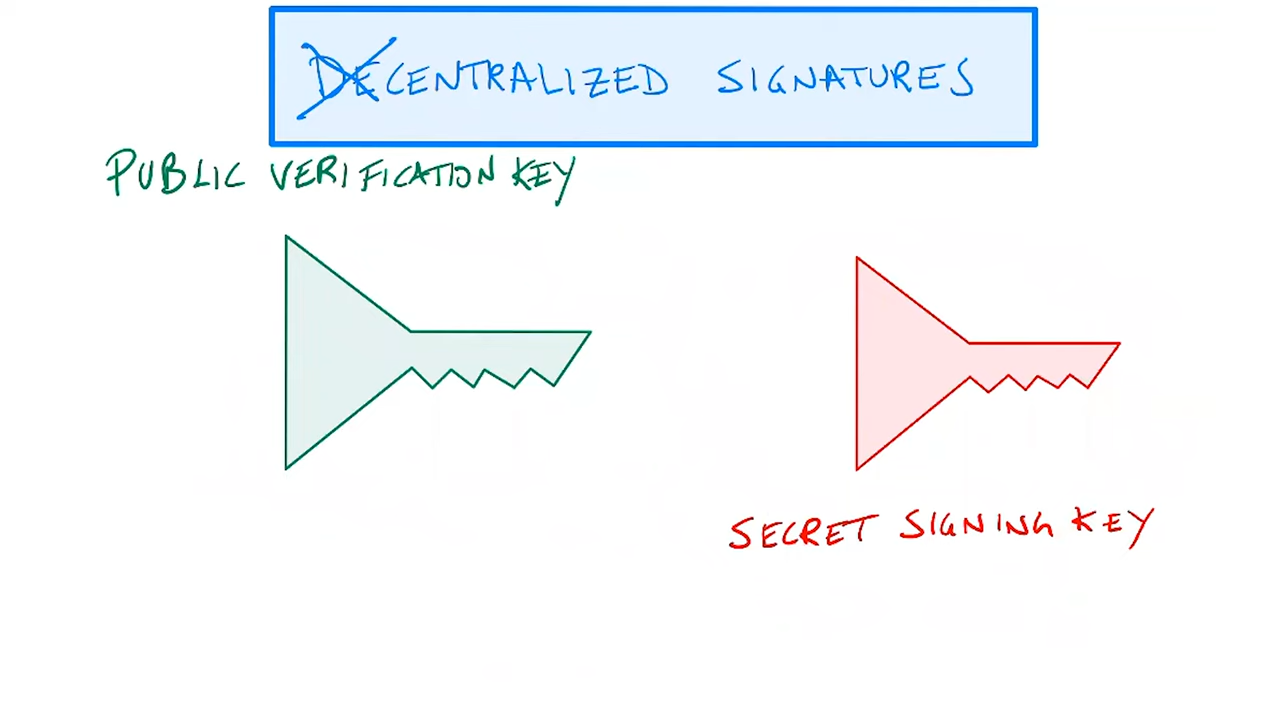 DECENTRALIZED SIGNATURES
PUBLIC VERIFICATION KEY
SECRET SIGNING KEY